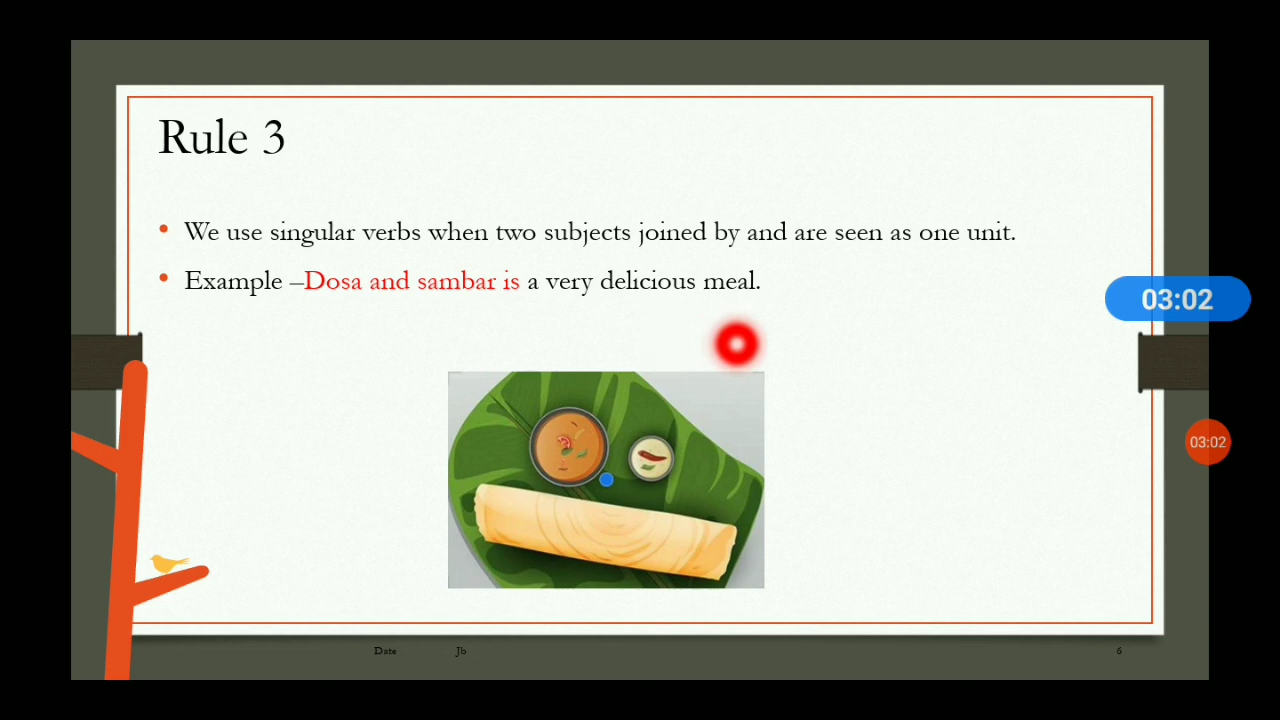 Rule 3
• We use singular verbs when two subjects joined by and are seen as one unit.
• Example –Dosa and sambar is a very delicious meal.
03:02
03:02
Date Jb 6